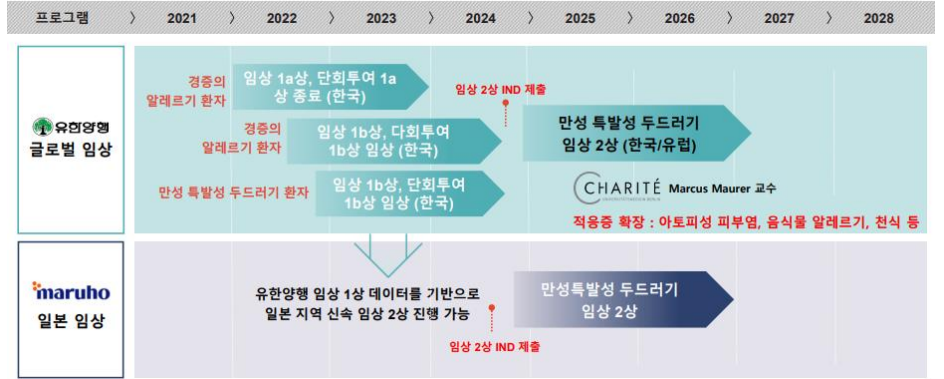 프로그램 〉 2021 〉 2022 〉 2023 〉 2024 〉 2025 〉 2026 〉 2027 〉 2028
유한양행
글로벌 임상
경증의
알레르기 환자
임상 1a상, 단회투여 1a
상 종료 (한국)
경증의
알레르기 환자
임상 1b상, 다회투여
1b상 임상 (한국)
만성 특발성 두드러기 환자
임상 1b상, 단회투여
1b상 임상 (한국)
임상 2상 IND 제출
만성 특발성 두드러기
임상 2상 (한국/유럽)
CHARITÉ Marcus Maurer 교수
적응증 확장 : 아토피성 피부염, 음식물 알레르기, 천식 등
maruho
일본 임상
유한양행 임상 1상 데이터를 기반으로
일본 지역 신속 임상 2상 진행 가능
임상 2상 IND 제출
만성특발성 두드러기
임상 2상